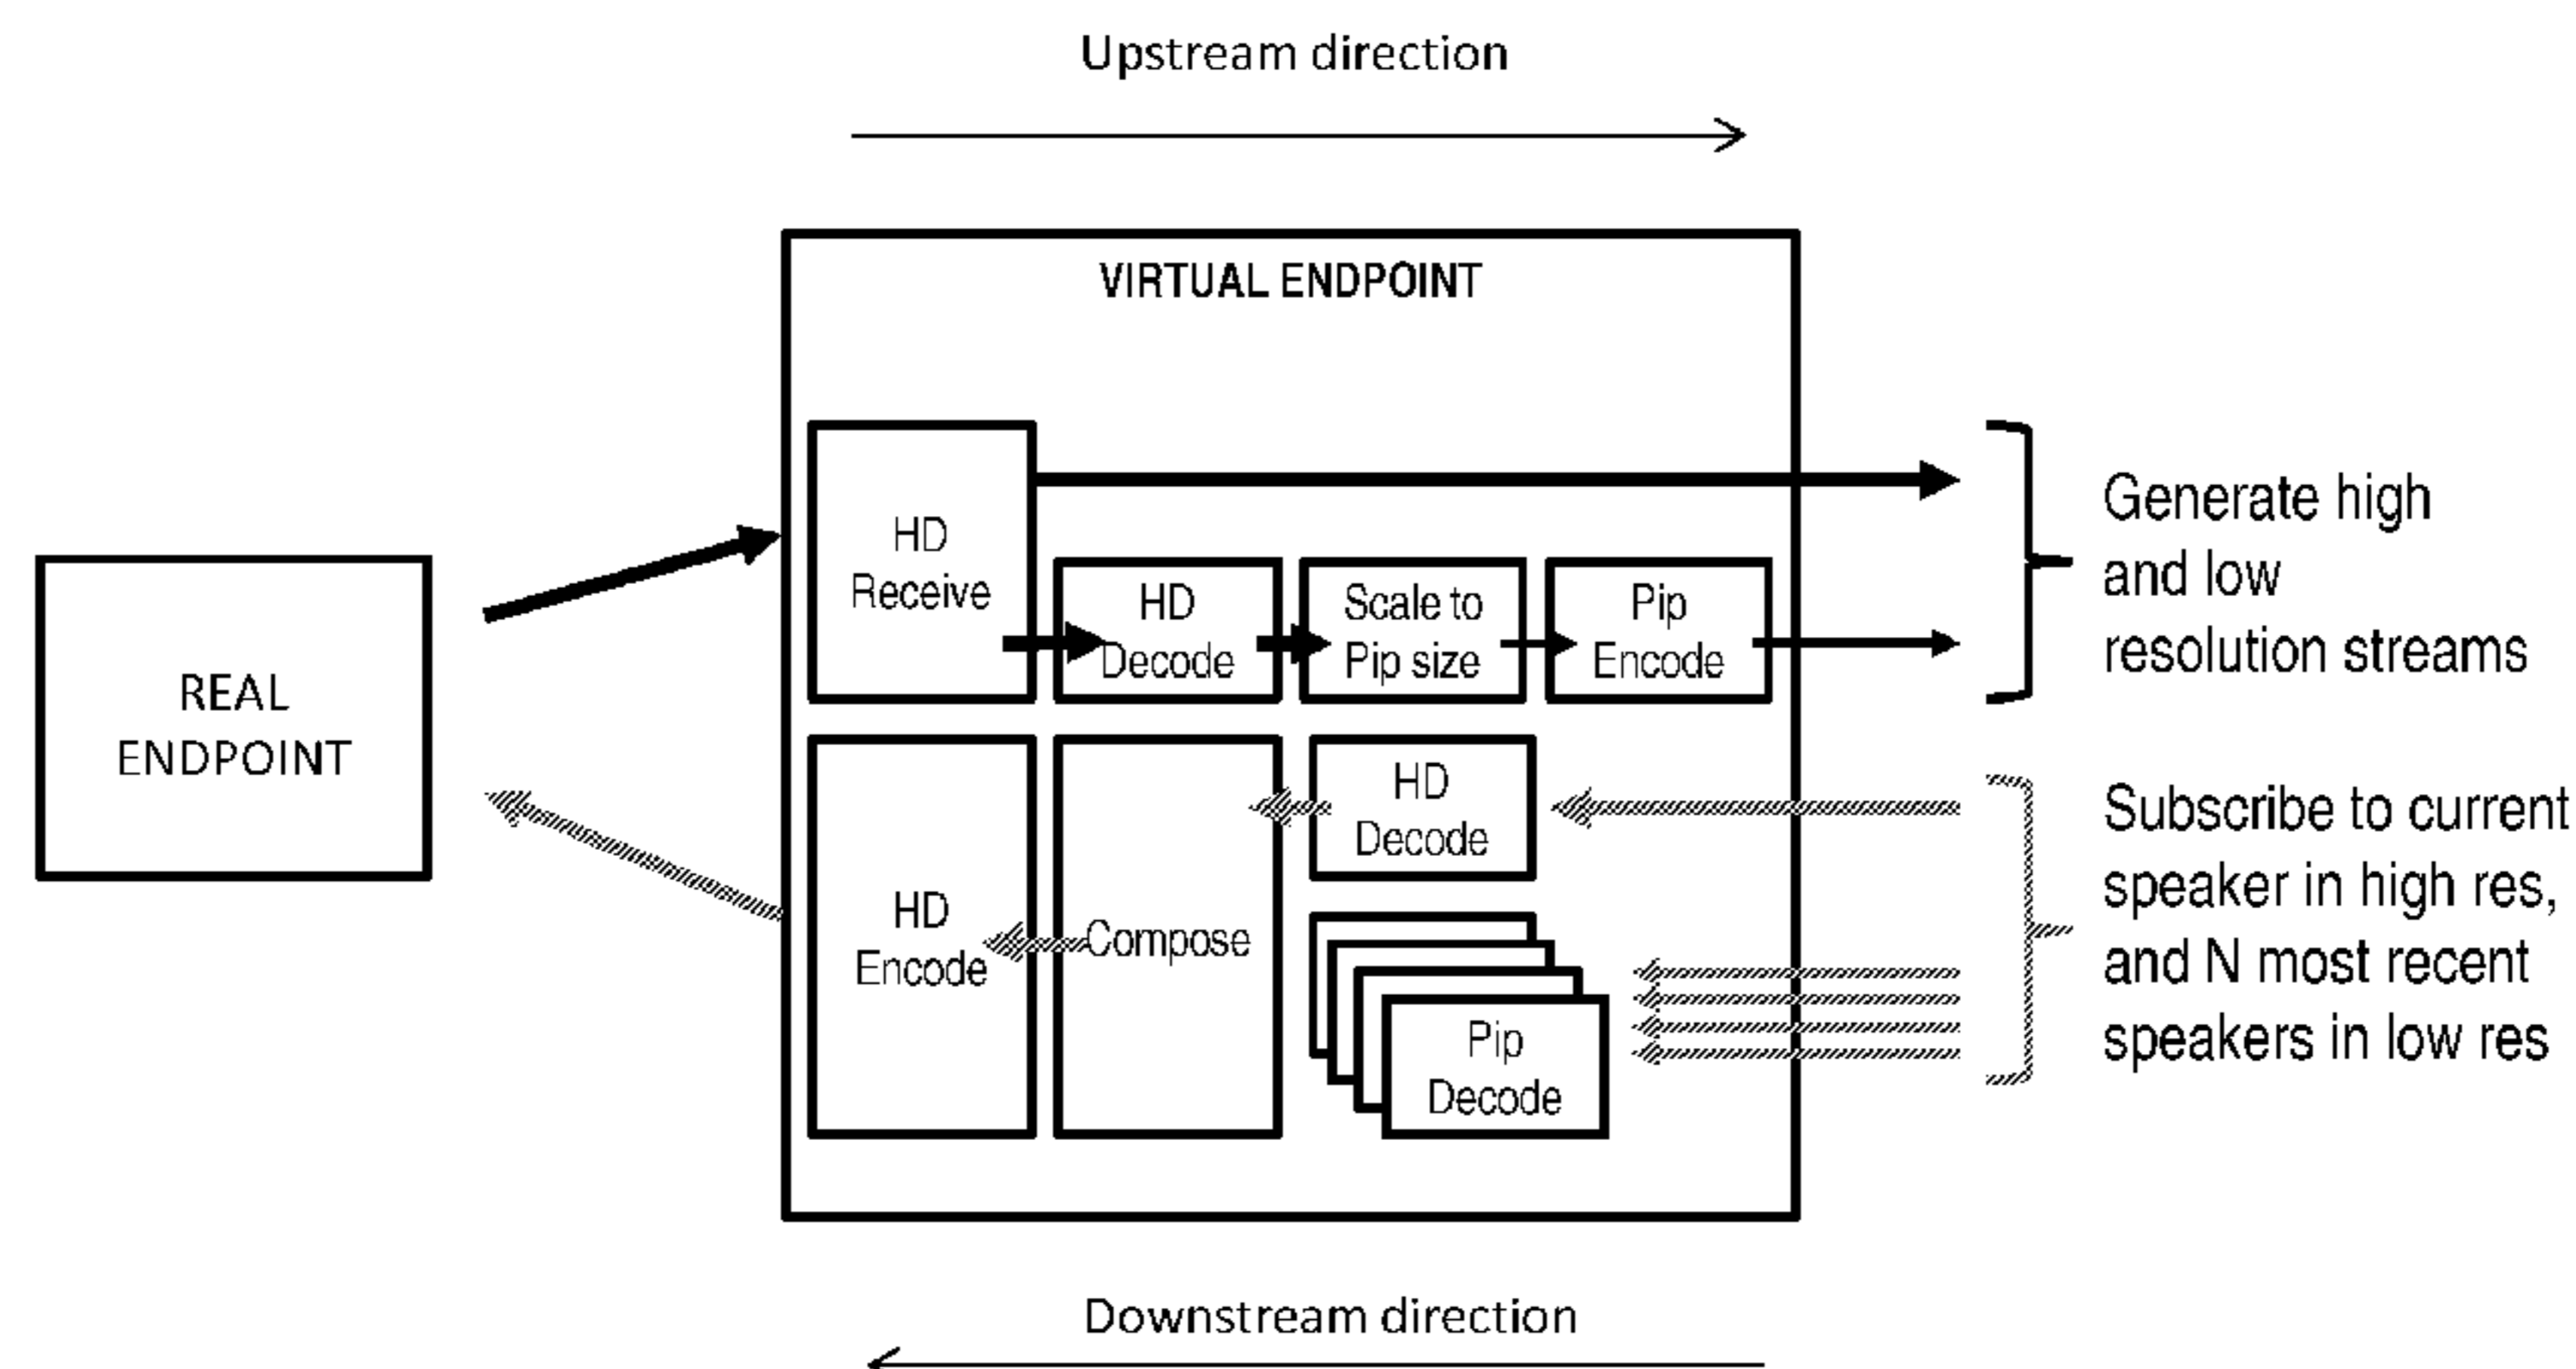 Upstream direction
VIRTUAL ENDPOINT
HD
Receive
HD
Decode
Scale to
Pip size
Pip
Encode
Generate high
and low
resolution streams
REAL
ENDPOINT
HD
Encode
Compose
HD
Decode
Pip
Decode
Subscribe to current
speaker in high res,
and N most recent
speakers in low res
Downstream direction